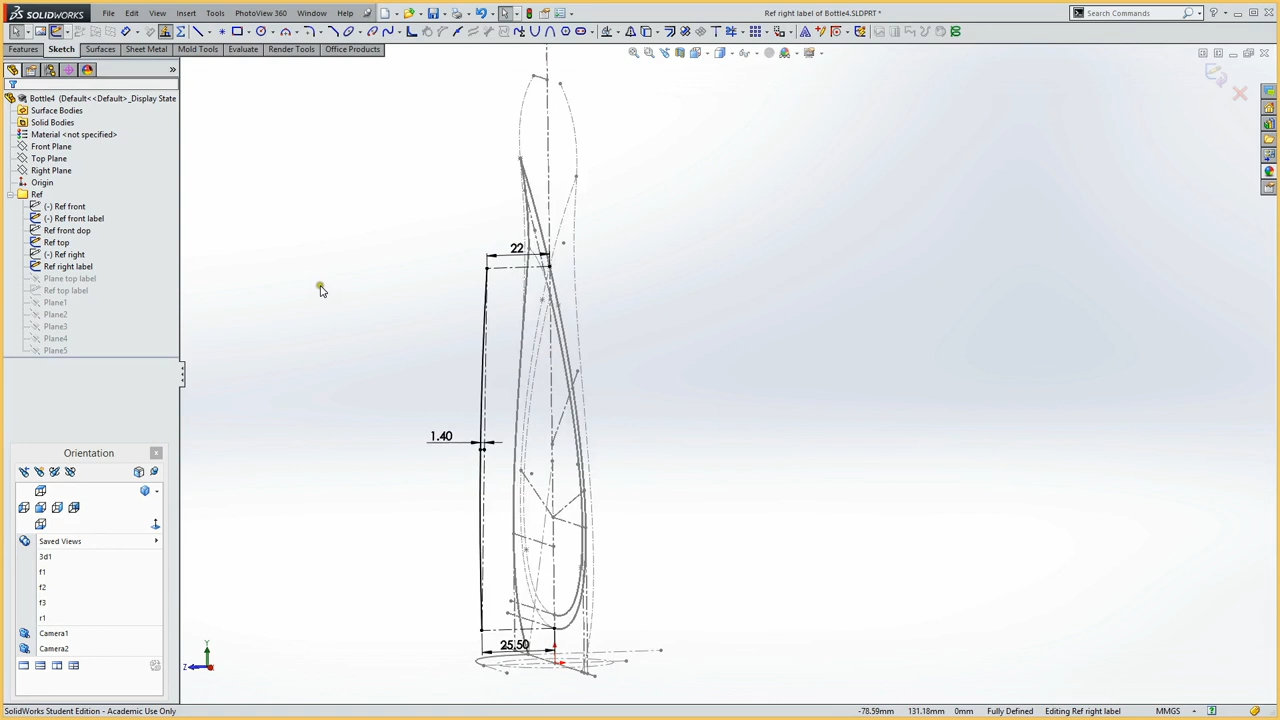 SOLIDWORKS File Edit View Insert Tools PhotoView 360 Window Help Ref right label of Bottle4.SLDPRT * Search Commands
Features Sketch Surfaces Sheet Metal Mold Tools Evaluate Render Tools Office Products
Bottle4 (Default<<Default>_Display State
Surface Bodies
Solid Bodies
Material <not specified>
Front Plane
Top Plane
Right Plane
Origin
Ref
(-) Ref front
(-) Ref front label
Ref front dop
Ref top
(-) Ref right
Ref right label
Plane top label
Ref top label
Plane1
Plane2
Plane3
Plane4
Plane5
22
1.40
25.50
Orientation
Saved Views
3d1
f1
f2
f3
r1
Camera1
Camera2
Y
Z
SolidWorks Student Edition - Academic Use Only -78.59mm 131.18mm 0mm Fully Defined Editing Ref right label MMGS